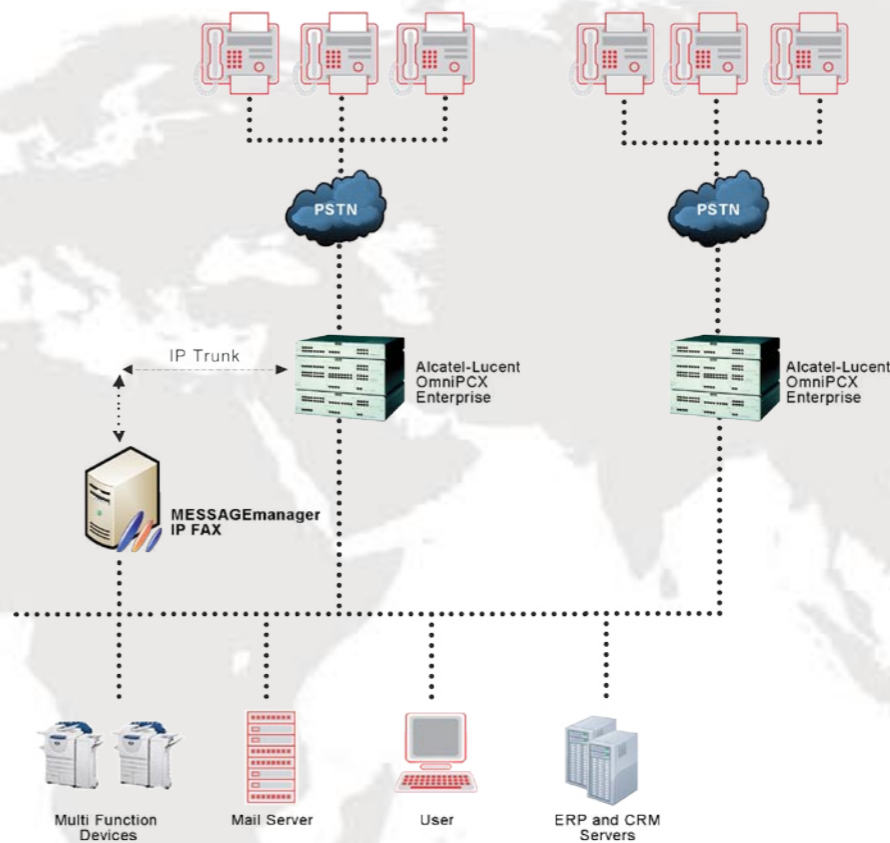 PSTN
PSTN
IP Trunk
Alcatel-Lucent
OmniPCX
Enterprise
Alcatel-Lucent
OmniPCX
Enterprise
MESSAGEmanager
IP FAX
Multi Function
Devices
Mail Server
User
ERP and CRM
Servers